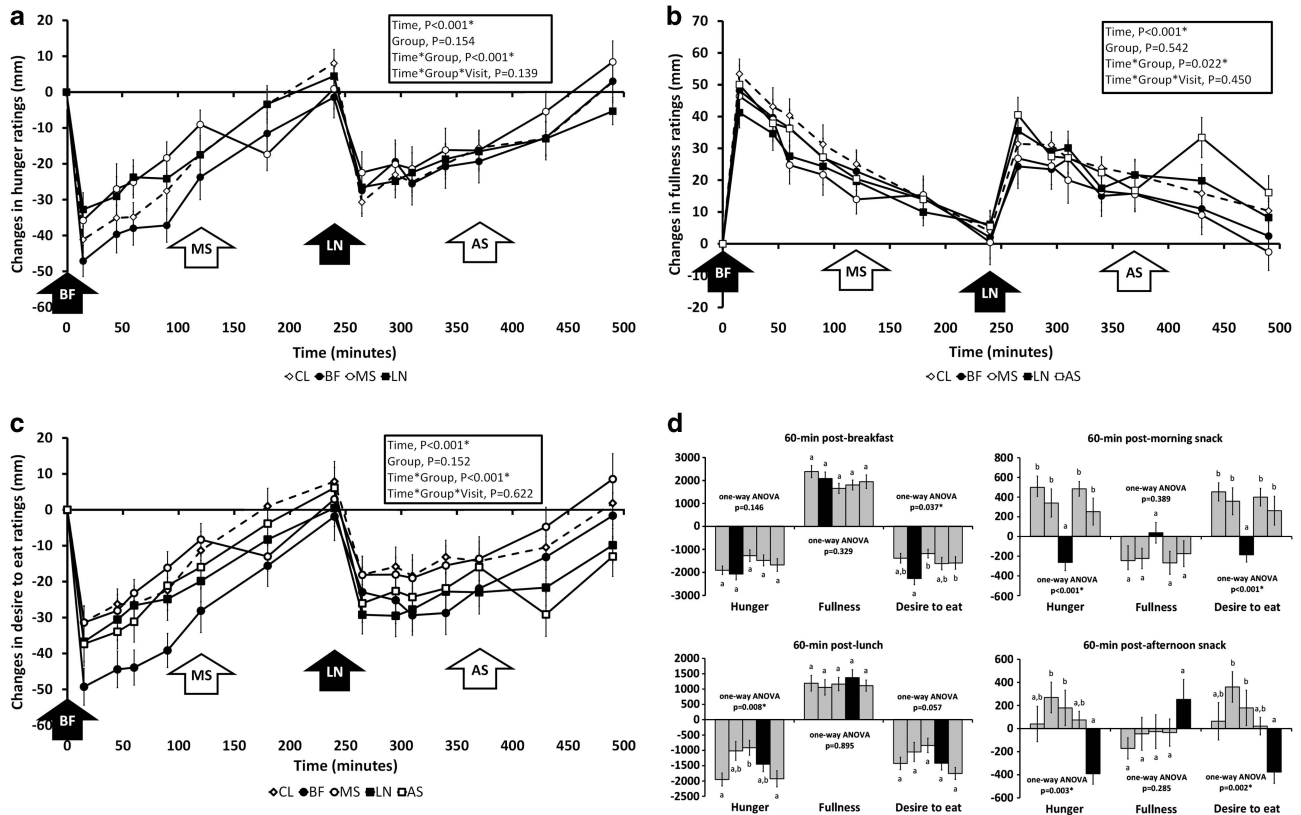 a
Changes in hunger ratings (mm)
20
10
0
-10
-20
-30
-40
-50
-60
Time, P<0.001*
Group, P=0.154
Time*Group, P<0.001*
Time*Group*Visit, P=0.139
BF
MS
LN
AS
0 50 100 150 200 250 300 350 400 450 500
Time (minutes)
CL BF MS LN
b
Changes in fullness ratings (mm)
70
60
50
40
30
20
10
0
10
-20
Time, P<0.001*
Group, P=0.542
Time*Group, P=0.022*
Time*Group*Visit, P=0.450
BF
MS
LN
AS
0 50 100 150 200 250 300 350 400 450 500
Time (minutes)
CL BF MS LN AS
c
Changes in desire to eat ratings (mm)
20
10
0
-10
-20
-30
-40
-50
-60
Time, P<0.001*
Group, P=0.152
Time*Group, P<0.001*
Time*Group*Visit, P=0.622
BF
MS
LN
AS
0 50 100 150 200 250 300 350 400 450 500
Time (minutes)
CL BF MS LN AS
d
60-min post-breakfast
3000
2000
1000
0
-1000
-2000
-3000
a a a a a
one-way ANOVA
p=0.146
one-way ANOVA
p=0.037*
one-way ANOVA
p=0.329
a a a a a
a,b a b a,b b
Hunger Fullness Desire to eat
60-min post-morning snack
800
600
400
200
0
-200
-400
-600
b b a b b
one-way ANOVA
p=0.389
a
b b a b b
a a a a
one-way ANOVA
p<0.001*
one-way ANOVA
p<0.001*
Hunger Fullness Desire to eat
60-min post-lunch
2000
1500
1000
500
0
-500
-1000
-1500
-2000
-2500
a a a a a
one-way ANOVA
p=0.008*
one-way ANOVA
p=0.057
one-way ANOVA
p=0.895
a a,b b a,b a
a a a a a
Hunger Fullness Desire to eat
60-min post-afternoon snack
600
400
200
0
-200
-400
-600
a,b b b a,b a
a
a,b b b a,b a
a a a a
one-way ANOVA
p=0.003*
one-way ANOVA
p=0.285
one-way ANOVA
p=0.002*
Hunger Fullness Desire to eat